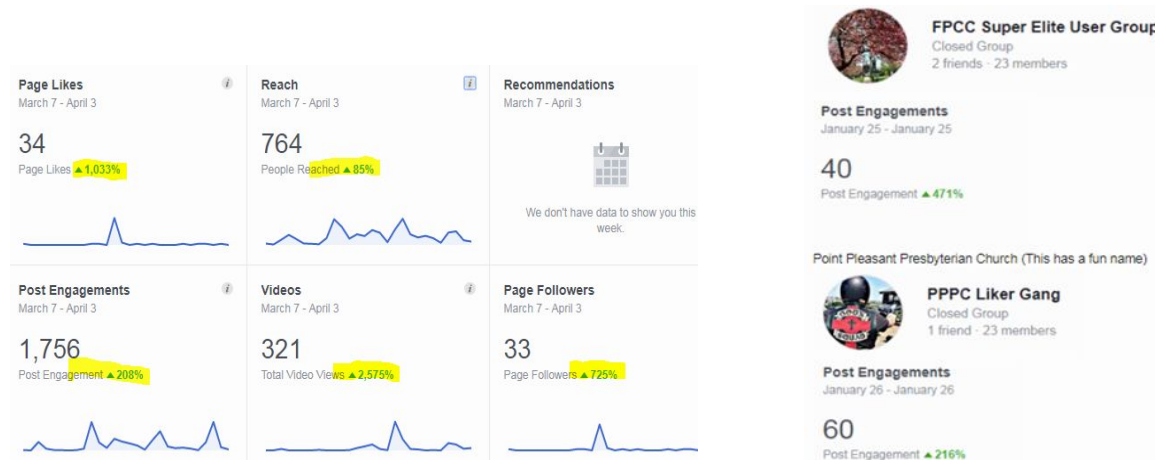 Page Likes
March 7 - April 3
34
Page Likes ▲ 1,033%
Reach
March 7 - April 3
764
People Reached ▲ 85%
Recommendations
March 7 - April 3
We don't have data to show you this
week.
Post Engagements
March 7 - April 3
1,756
Post Engagement ▲ 208%
Videos
March 7 - April 3
321
Total Video Views ▲ 2,575%
Page Followers
March 7 - April 3
33
Page Followers ▲ 725%
FPCC Super Elite User Group
Closed Group
2 friends · 23 members
Post Engagements
January 25 - January 25
40
Post Engagement ▲ 471%
Point Pleasant Presbyterian Church (This has a fun name)
PPPC Liker Gang
Closed Group
1 friend · 23 members
Post Engagements
January 26 - January 26
60
Post Engagement ▲ 216%